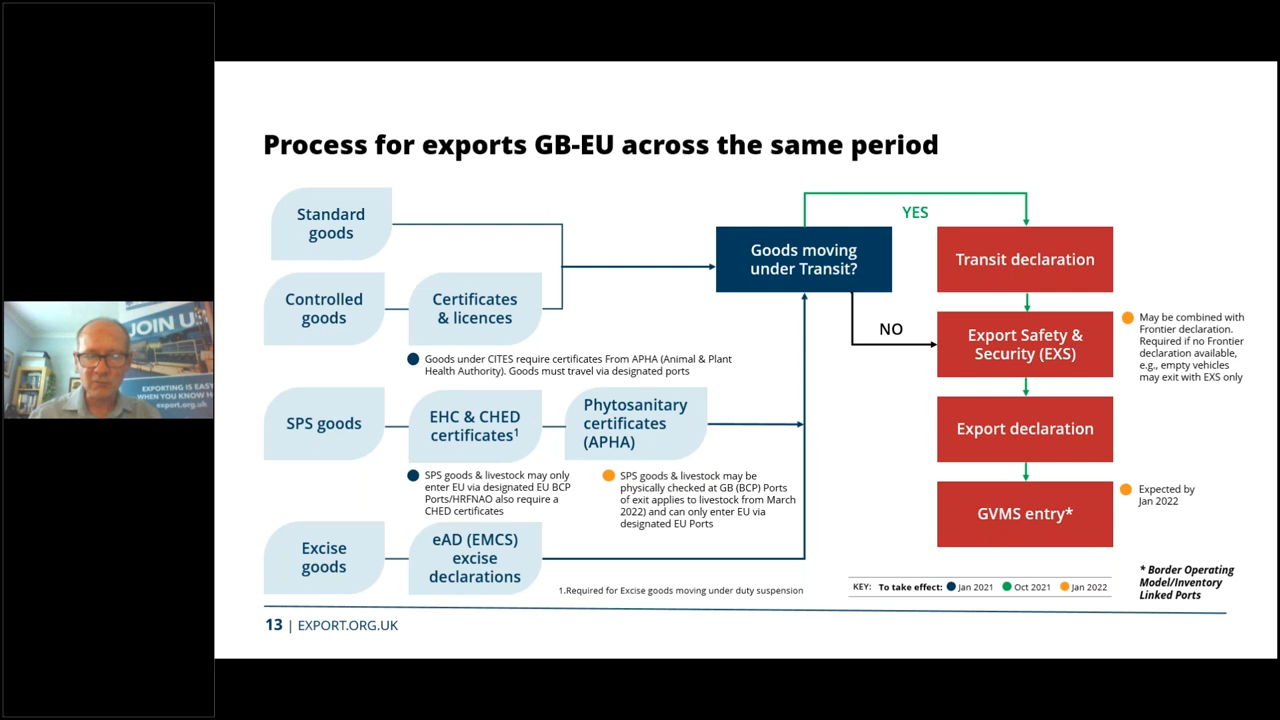 Process for exports GB-EU across the same period
Standard
goods
Controlled
goods
Certificates
& licences
Goods under CITES require certificates From APHA (Animal & Plant
Health Authority). Goods must travel via designated ports
SPS goods
EHC & CHED
certificates1
Phytosanitary
certificates
(APHA)
SPS goods & livestock may only
enter EU via designated EU BCP
Ports/HRFNAO also require a
CHED certificates
SPS goods & livestock may be
physically checked at GB (BCP) Ports
of exit applies to livestock from March
2022) and can only enter EU via
designated EU Ports
Excise
goods
eAD (EMCS)
excise
declarations
1.Required for Excise goods moving under duty suspension
Goods moving
under Transit?
YES
NO
Transit declaration
Export Safety &
Security (EXS)
May be combined with
Frontier declaration.
Required if no Frontier
declaration available,
e.g., empty vehicles
may exit with EXS only
Export declaration
GVMS entry*
Expected by
Jan 2022
* Border Operating
Model/Inventory
Linked Ports
KEY: To take effect: Jan 2021 Oct 2021 Jan 2022
13 | EXPORT.ORG.UK
JOIN U
EXPORTING IS EASY
WHEN YOU KNOW H
export.org.uk